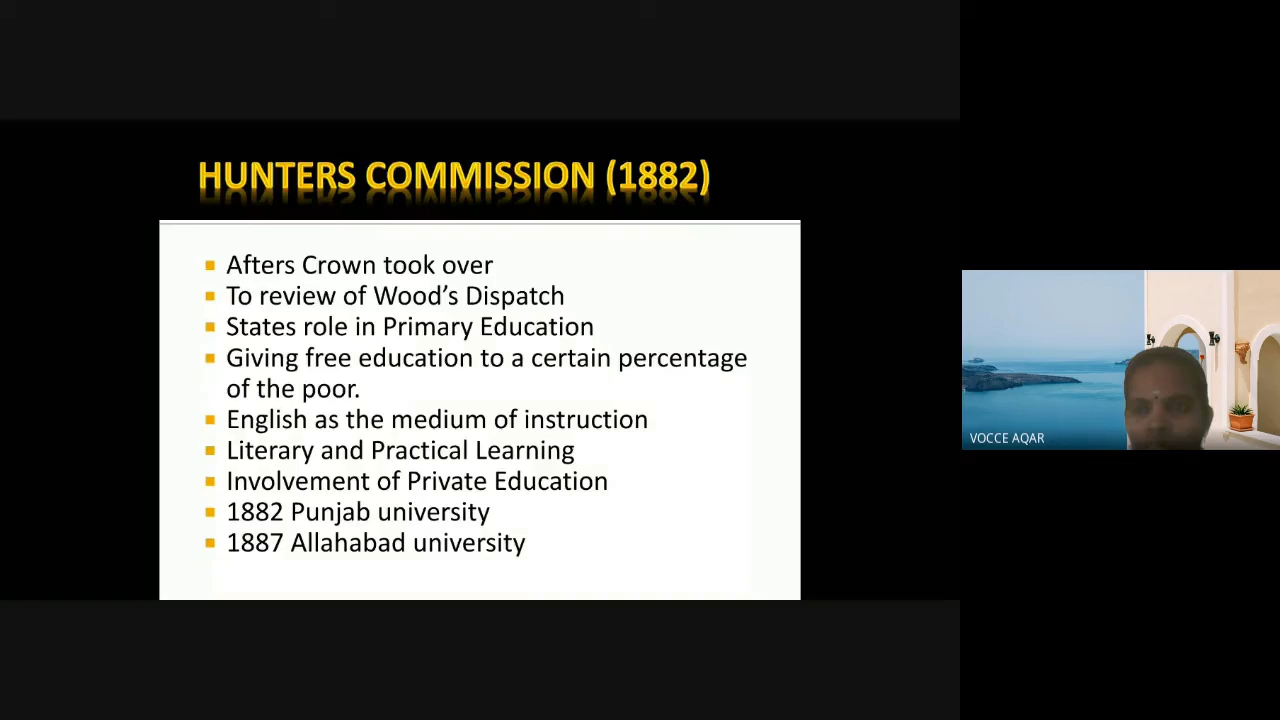 HUNTERS COMMISSION (1882)
Afters Crown took over
To review of Wood's Dispatch
States role in Primary Education
Giving free education to a certain percentage
of the poor.
English as the medium of instruction
Literary and Practical Learning
Involvement of Private Education
1882 Punjab university
1887 Allahabad university
VOCCE AQAR